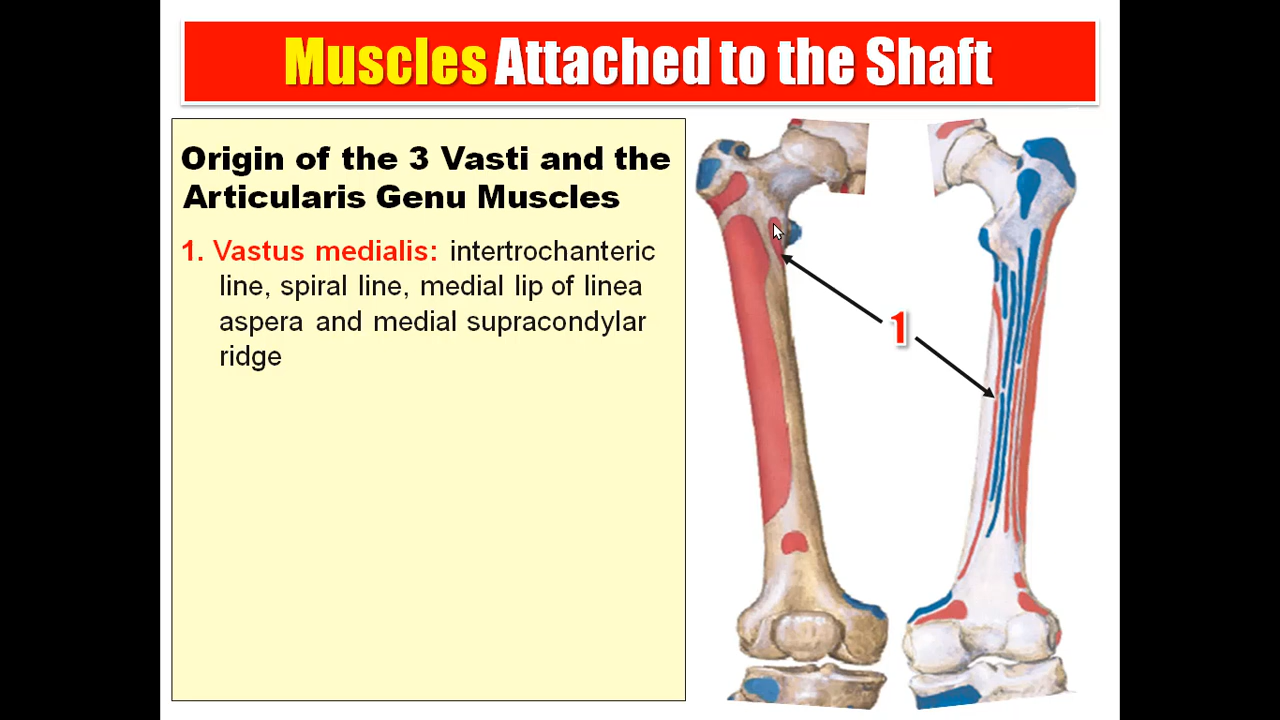 Muscles Attached to the Shaft
Origin of the 3 Vasti and the
Articularis Genu Muscles
1. Vastus medialis: intertrochanteric
line, spiral line, medial lip of linea
aspera and medial supracondylar
ridge
1